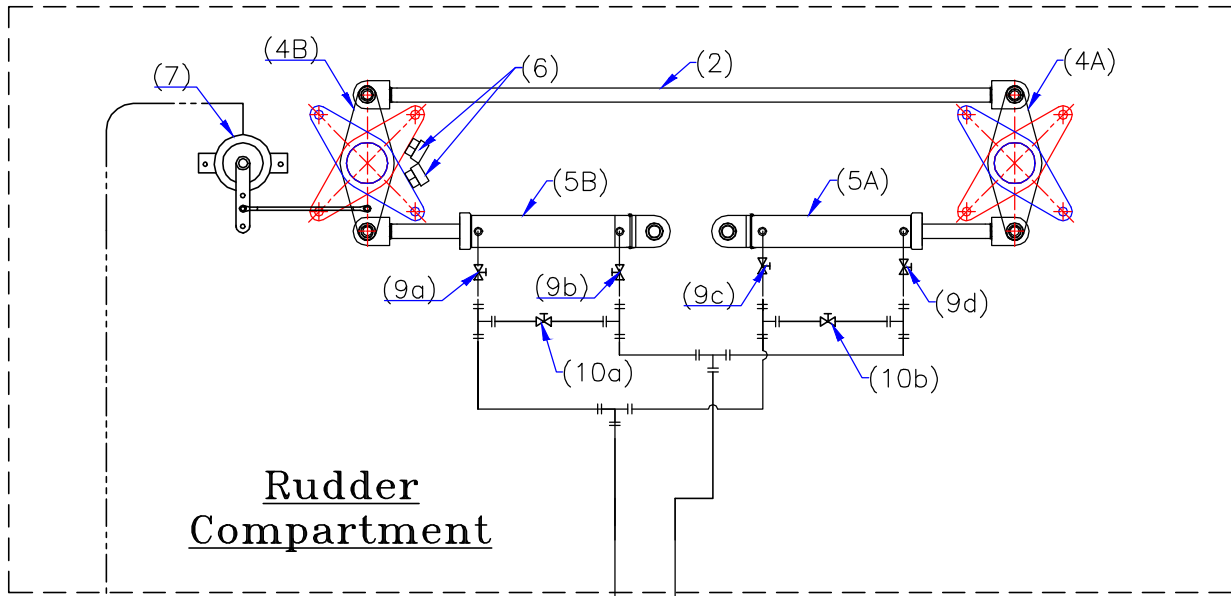 (4B)
(6)
(2)
(4A)
(7)
(5B)
(5A)
(9a)
(9b)
(9c)
(9d)
(10a)
(10b)
Rudder
Compartment